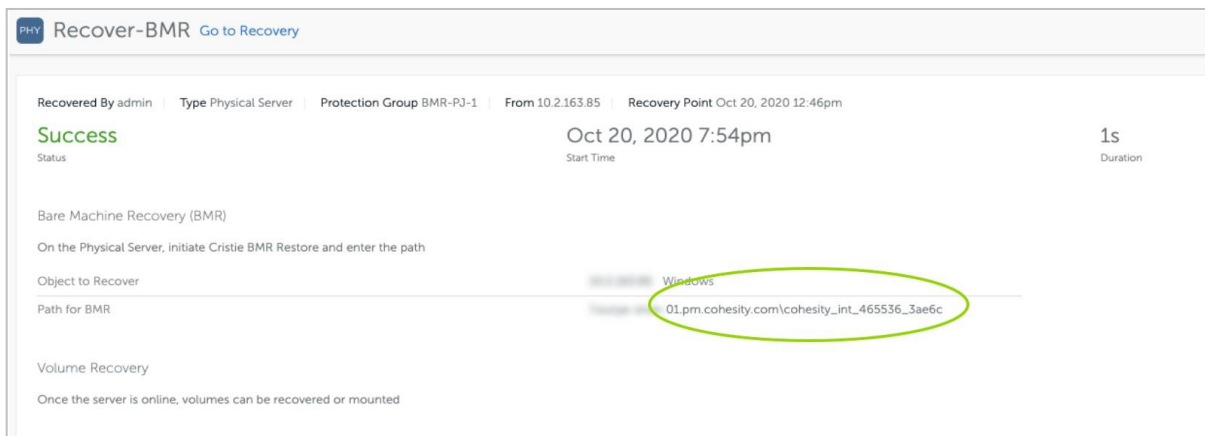 PHY Recover-BMR Go to Recovery
Recovered By admin Type Physical Server Protection Group BMR-PJ-1 From 10.2.163.85 Recovery Point Oct 20, 2020 12:46pm
Success Oct 20, 2020 7:54pm 1s
Status Start Time Duration
Bare Machine Recovery (BMR)
On the Physical Server, initiate Cristie BMR Restore and enter the path
Object to Recover Windows
Path for BMR 01.pm.cohesity.com\cohesity_int_465536_3ae6c
Volume Recovery
Once the server is online, volumes can be recovered or mounted